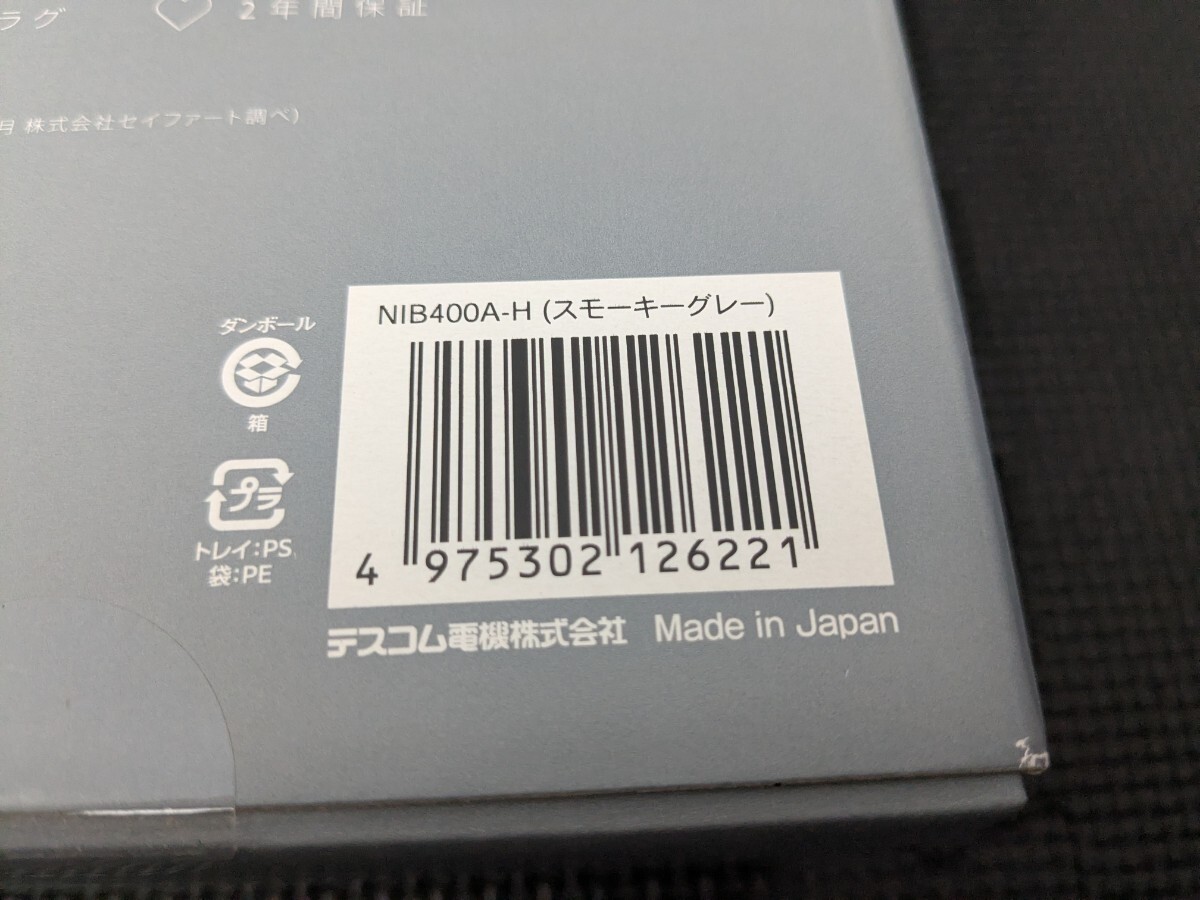 ラグ
2年間保証
月 株式会社セイファート調べ)
NIB400A-H (スモーキーグレー)
ダンボール
箱
プラ
トレイ:PS
袋:PE
4 975302 126221
テスコム電機株式会社 Made in Japan